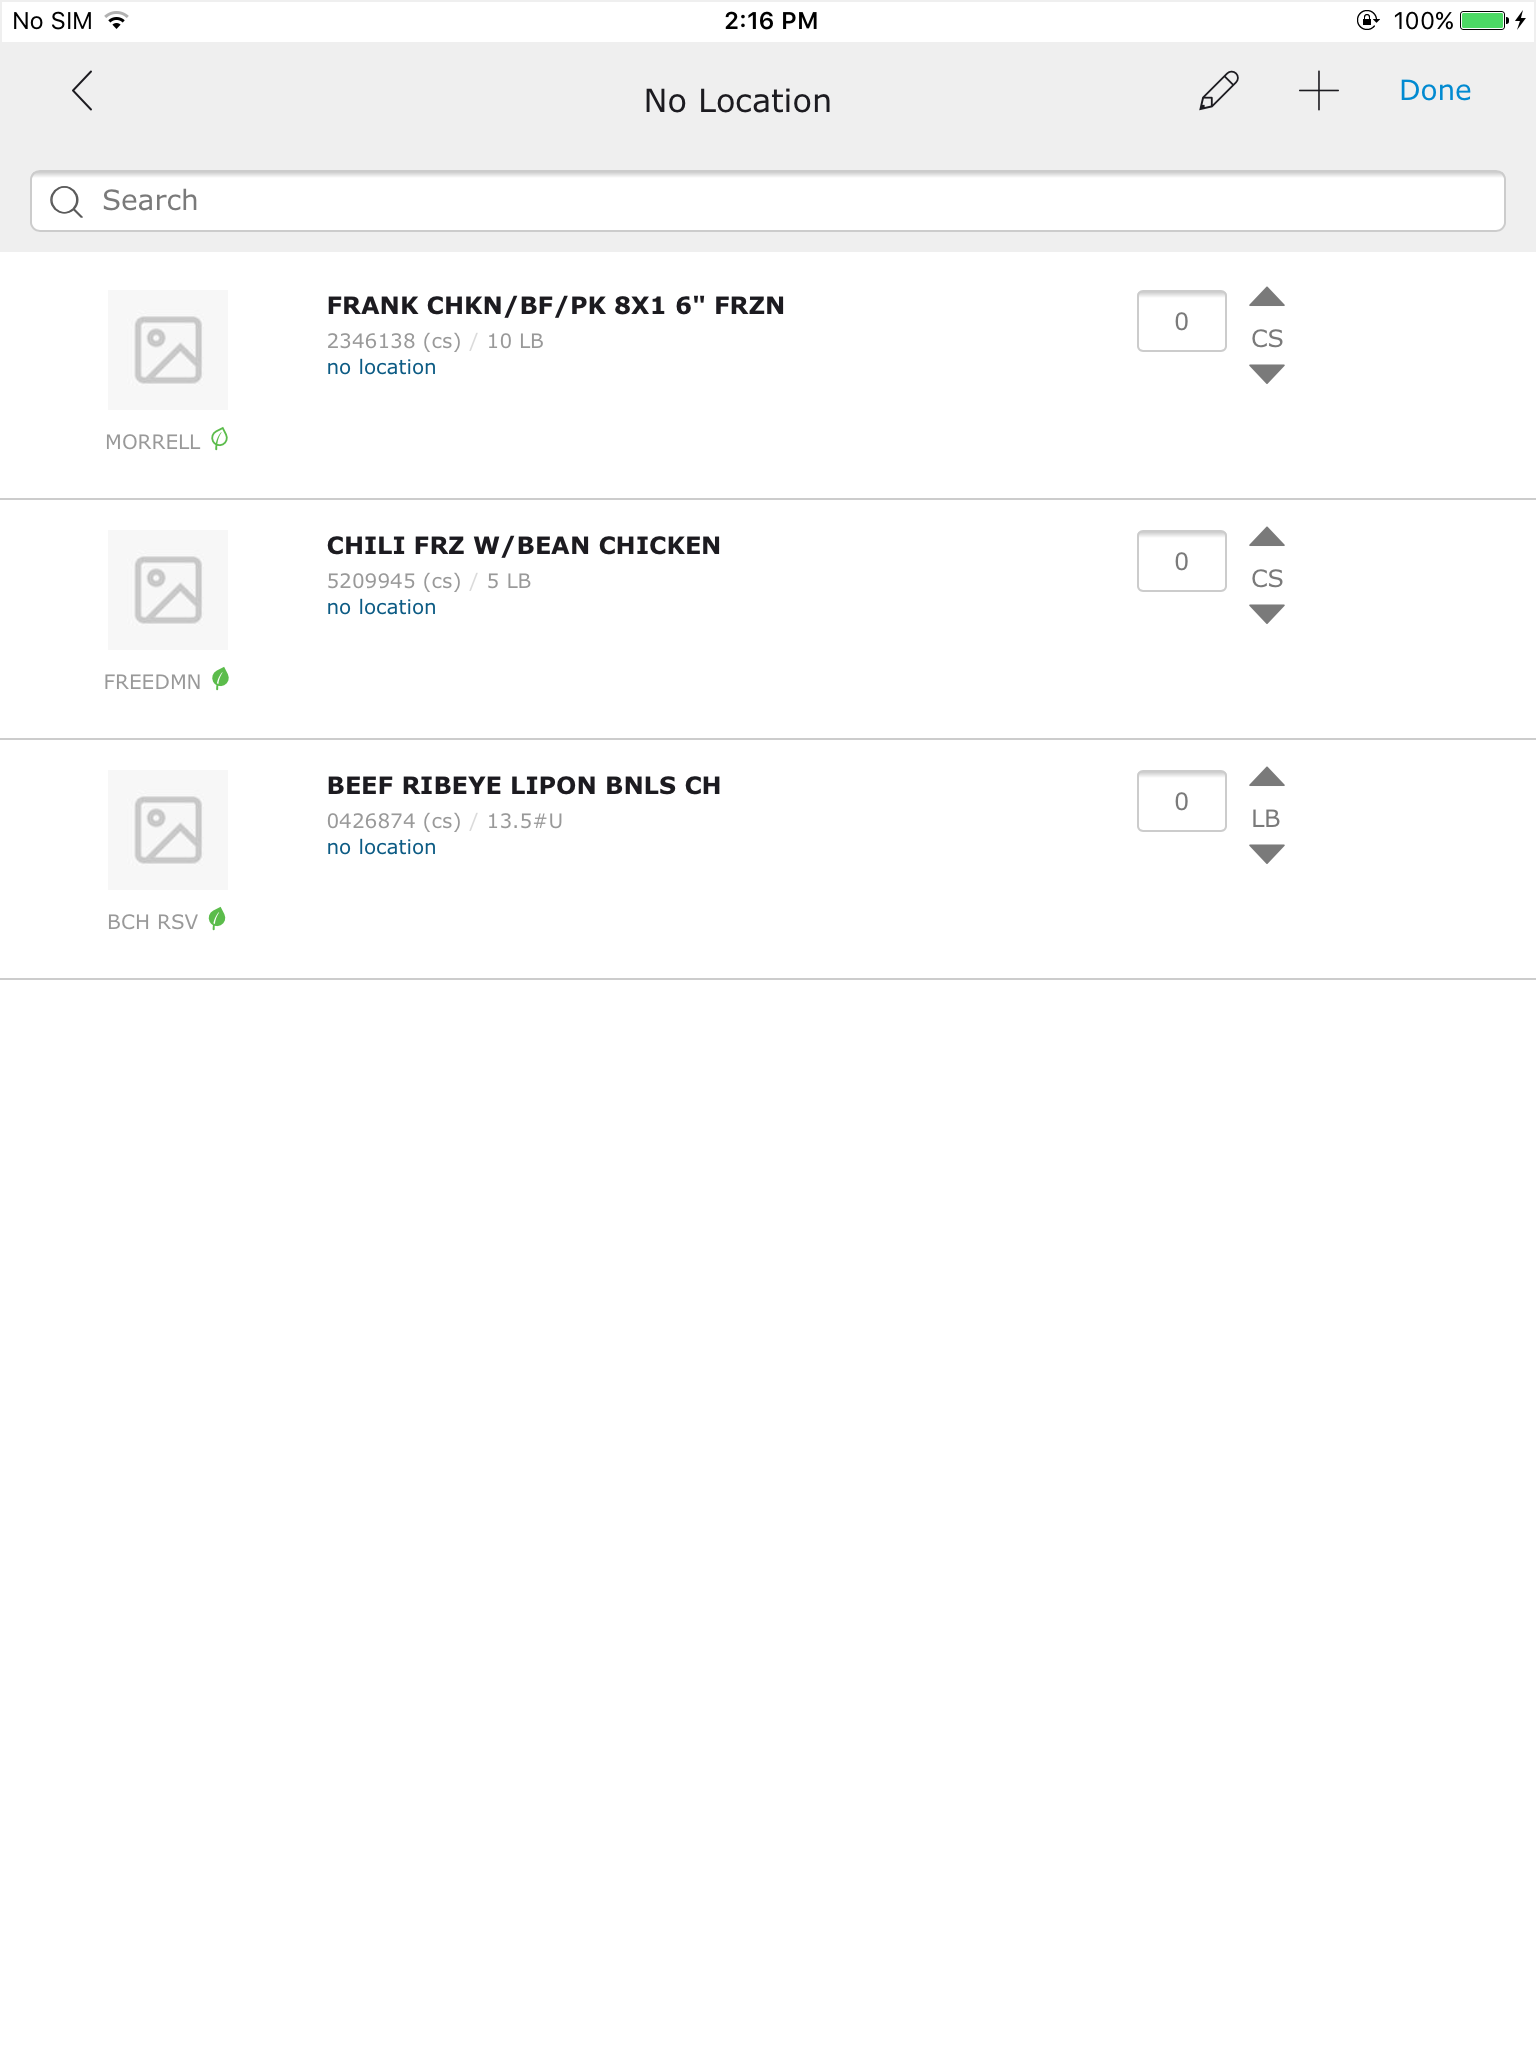 No SIM 2:16 PM 100%
No Location Done
Search
FRANK CHKN/BF/PK 8X1 6" FRZN
2346138 (cs) / 10 LB
no location
0 CS
MORRELL
CHILI FRZ W/BEAN CHICKEN
5209945 (cs) / 5 LB
no location
0 CS
FREEDMN
BEEF RIBEYE LIPON BNLS CH
0426874 (cs) / 13.5#U
no location
0 LB
BCH RSV